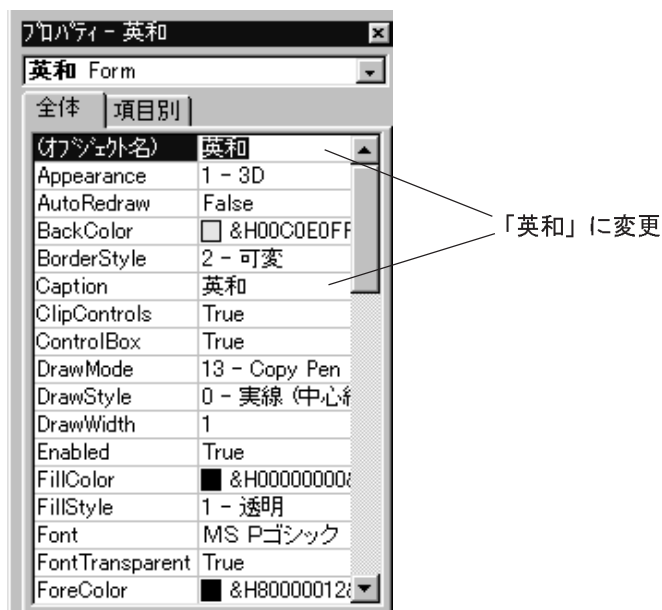 プロパティ - 英和
英和 Form
全体 項目別
(オブジェクト名) 英和
Appearance 1 - 3D
AutoRedraw False
BackColor &H00C0E0FF
BorderStyle 2 - 可変
Caption 英和
「英和」に変更
ClipControls True
ControlBox True
DrawMode 13 - Copy Pen
DrawStyle 0 - 実線 (中心
DrawWidth 1
Enabled True
FillColor &H00000000&
FillStyle 1 - 透明
Font MS Pゴシック
FontTransparent True
ForeColor &H80000012&